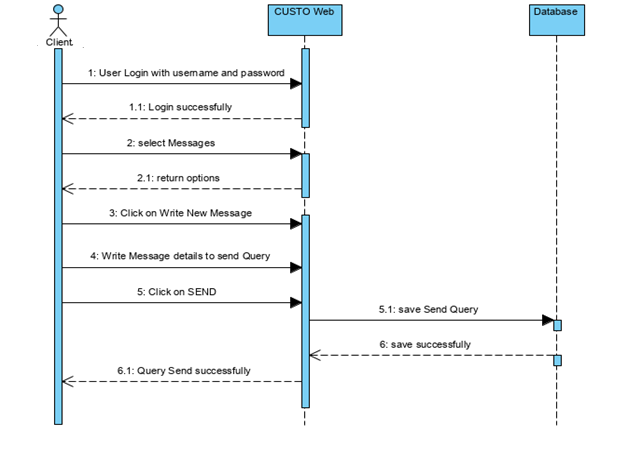 CUSTO Web
Database
Client
1: User Login with username and password
1.1: Login successfully
2: select Messages
2.1: return options
3: Click on Write New Message
4: Write Message details to send Query
5: Click on SEND
5.1: save Send Query
6: save successfully
6.1: Query Send successfully